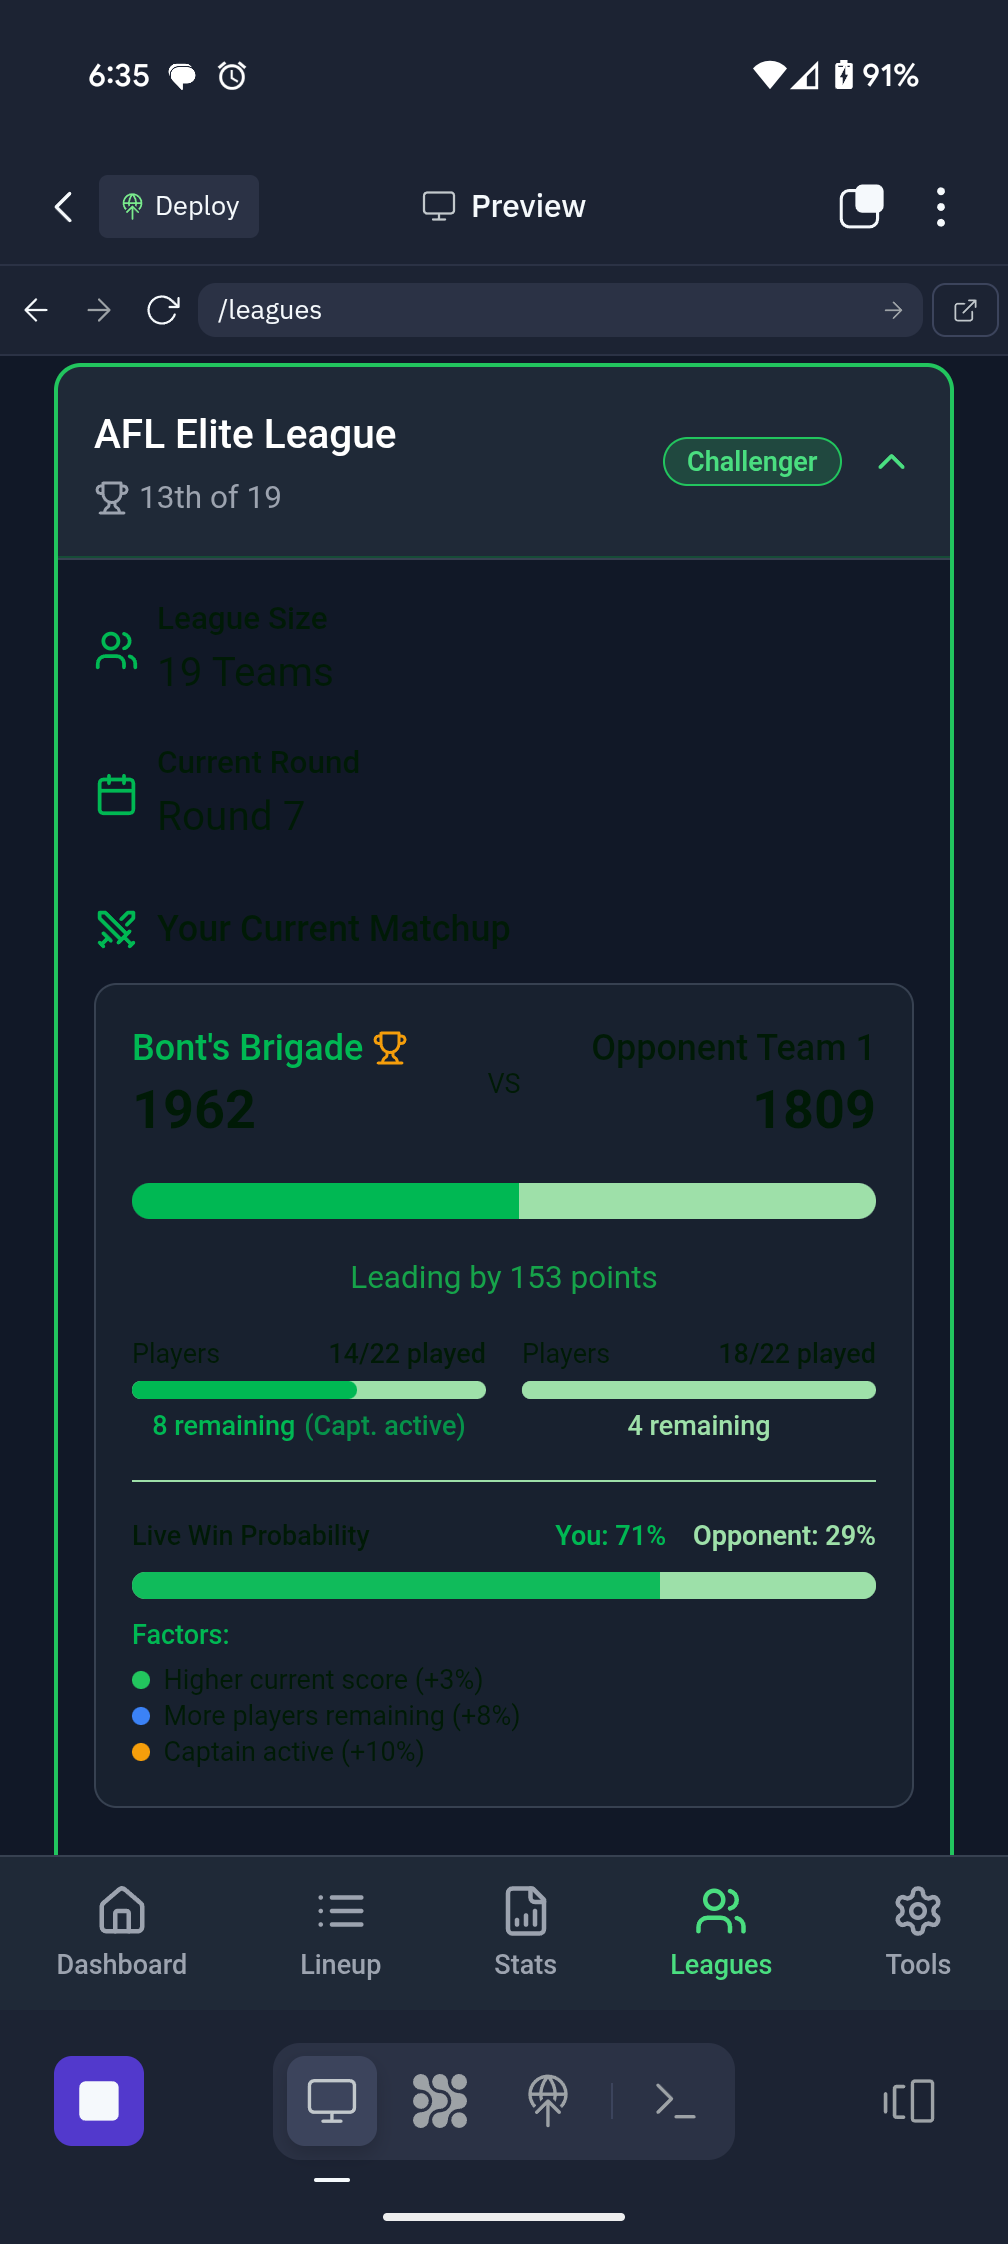 6:35
91%
Deploy
Preview
/leagues
AFL Elite League
13th of 19
Challenger
League Size
19 Teams
Current Round
Round 7
Your Current Matchup
Bont's Brigade
1962
VS
Opponent Team 1
1809
Leading by 153 points
Players 14/22 played
8 remaining (Capt. active)
Players 18/22 played
4 remaining
Live Win Probability You: 71% Opponent: 29%
Factors:
Higher current score (+3%)
More players remaining (+8%)
Captain active (+10%)
Dashboard
Lineup
Stats
Leagues
Tools